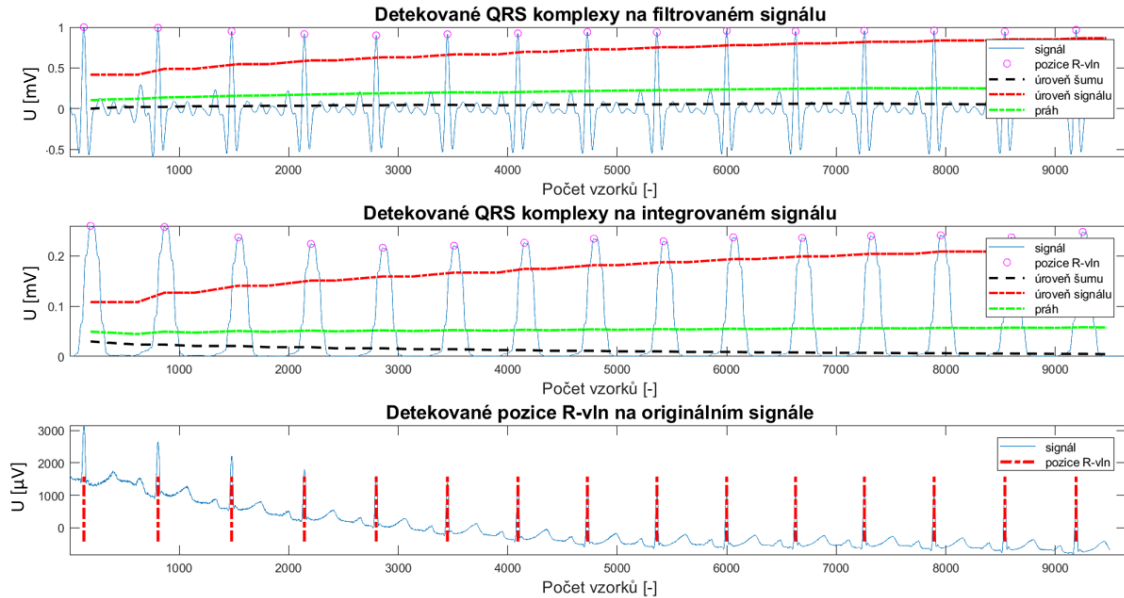 Detekované QRS komplexy na filtrovaném signálu
U [mV]
1
0.5
0
-0.5
signál
pozice R-vln
úroveň šumu
úroveň signálu
práh
1000 2000 3000 4000 5000 6000 7000 8000 9000
Počet vzorků [-]
Detekované QRS komplexy na integrovaném signálu
U [mV]
0.2
0.1
0
signál
pozice R-vln
úroveň šumu
úroveň signálu
práh
1000 2000 3000 4000 5000 6000 7000 8000 9000
Počet vzorků [-]
Detekované pozice R-vln na originálním signále
U [µV]
3000
2000
1000
0
signál
pozice R-vln
1000 2000 3000 4000 5000 6000 7000 8000 9000
Počet vzorků [-]